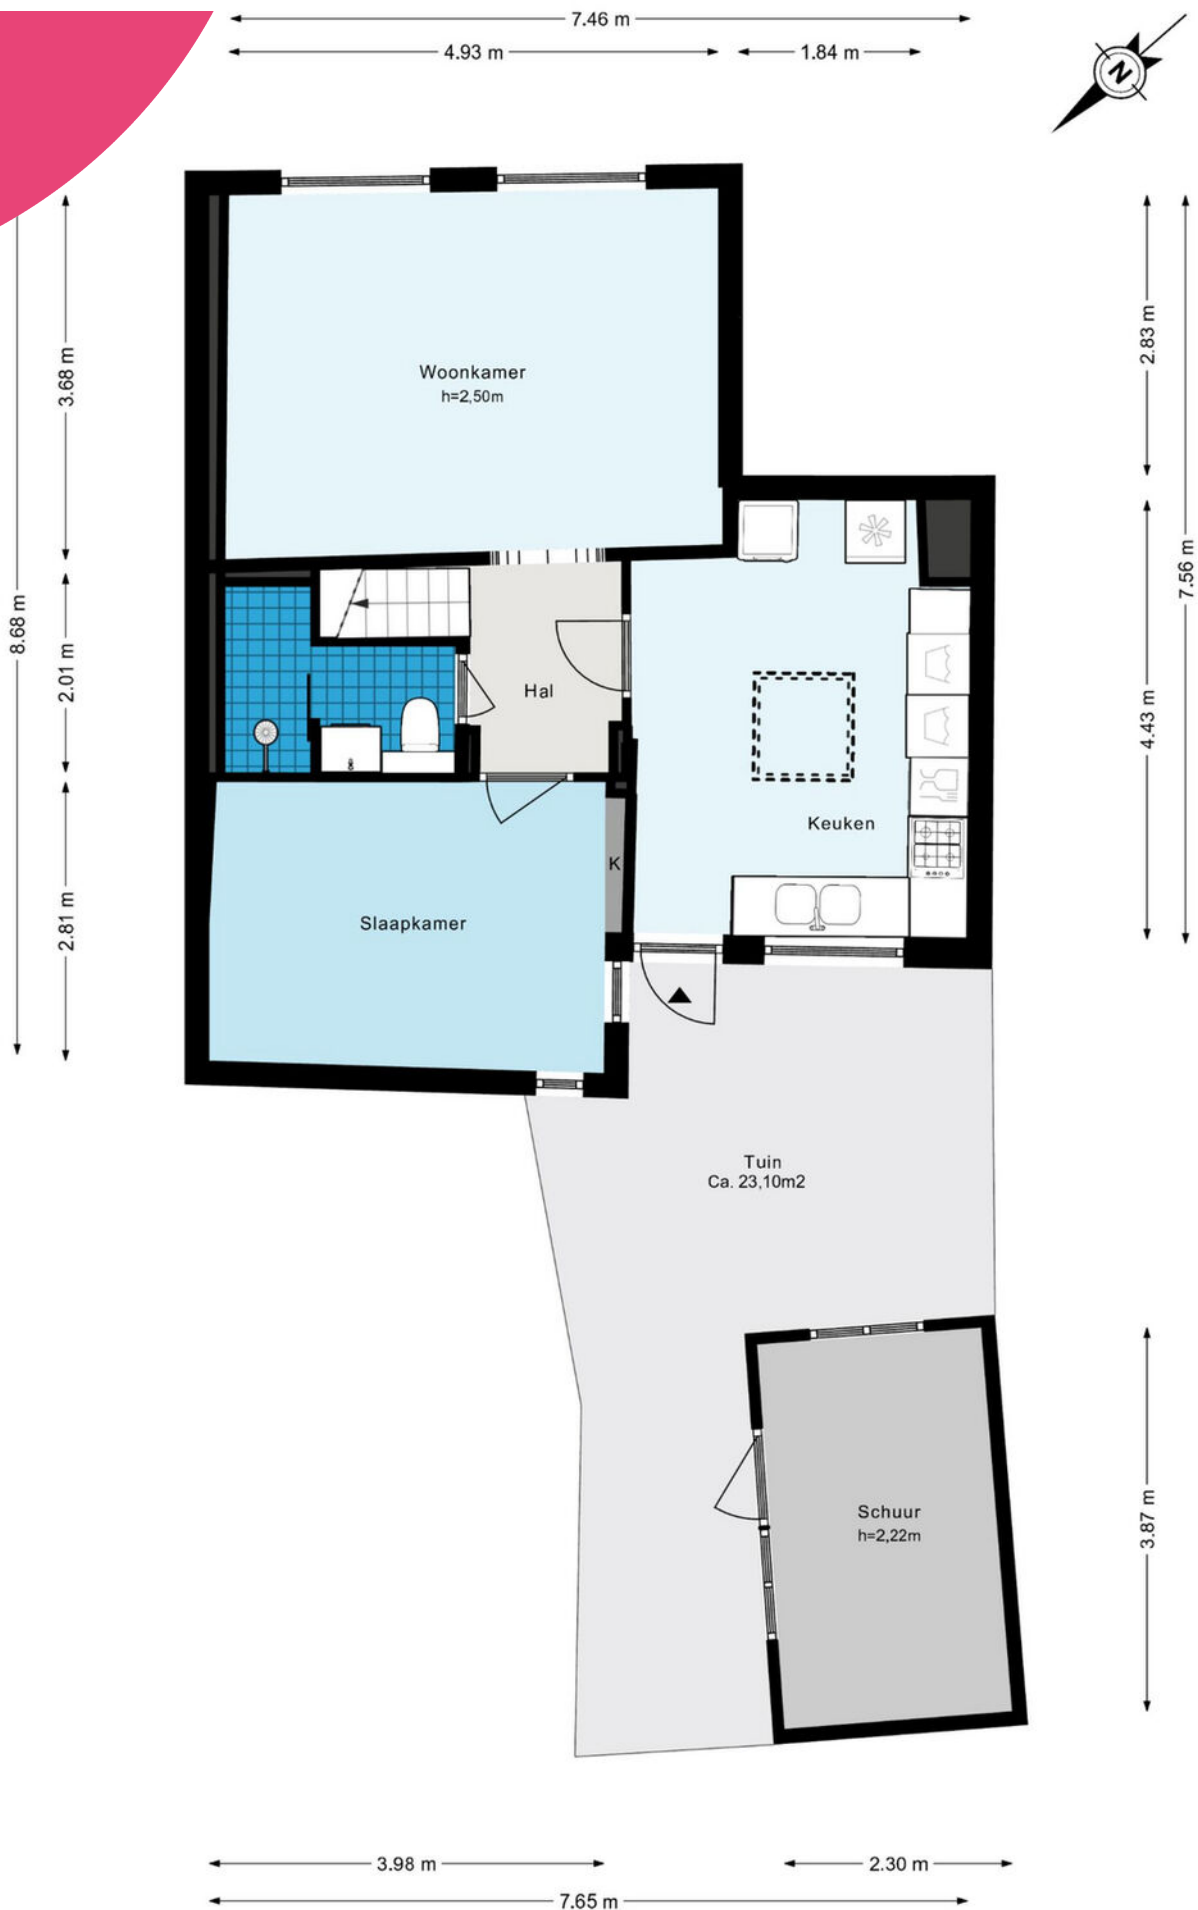 7.46 m
4.93 m
1.84 m
N
3.68 m
2.83 m
Woonkamer
h=2,50m
7.56 m
8.68 m
2.01 m
Hal
4.43 m
Keuken
K
2.81 m
Slaapkamer
Tuin
Ca. 23,10m2
Schuur
h=2,22m
3.87 m
3.98 m
2.30 m
7.65 m